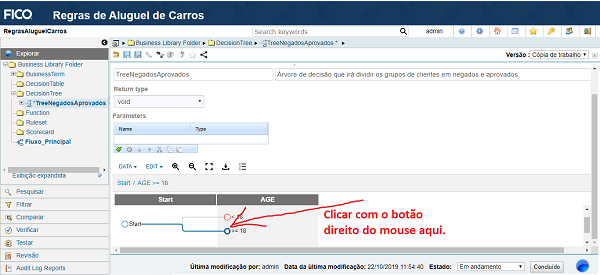 FICO Regras de Aluguel de Carros
RegrasAluguelCarros Search keywords admin
Explorar Business Library Folder DecisionTree TreeNegadosAprovados *
Versão : Cópia de trabalho
Business Library Folder
BusinessTerm
DecisionTable
DecisionTree
*TreeNegadosAprovados
Function
Ruleset
Scorecard
Fluxo_Principal
Exibição expandida
Pesquisar
Filtrar
Comparar
Verificar
Testar
Revisão
Audit Log Reports
TreeNegadosAprovados Árvore de decisão que irá dividir os grupos de clientes em negados e aprovados.
Return type
void
Parameters
Name Type
DATA EDIT
Start / AGE >= 18
Start AGE
Start
< 18
>= 18
Clicar com o botão
direito do mouse aqui.
Última modificação por: admin Data da última modificação: 22/10/2019 11:54:40 Estado: Em andamento Concluído